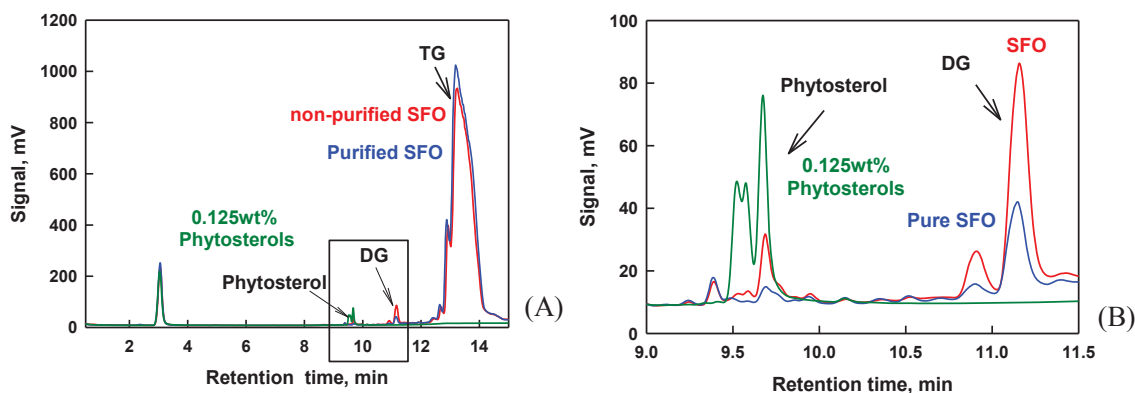 1200
1000
800
600
400
200
0
Signal, mV
TG
non-purified SFO
Purified SFO
0.125wt%
Phytosterols
Phytosterol
DG
2 4 6 8 10 12 14
Retention time, min
(A)
100
80
60
40
20
0
Signal, mV
SFO
DG
Phytosterol
0.125wt%
Phytosterols
Pure SFO
9.0 9.5 10.0 10.5 11.0 11.5
Retention time, min
(B)